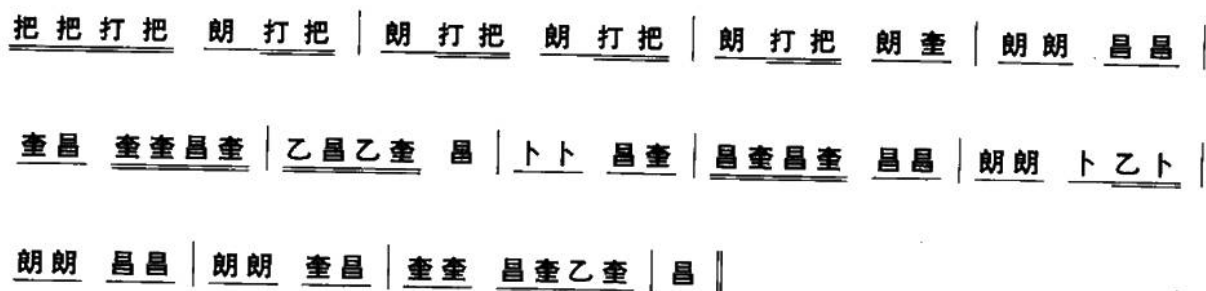 把把打把 朗打把 | 朗打把 朗打把 | 朗打把 朗奎 | 朗朗 昌昌 |
奎昌 奎奎昌奎 | 乙昌乙奎 昌 | 卜卜 昌奎 | 昌奎昌奎 昌昌 | 朗朗 卜乙卜 |
朗朗 昌昌 | 朗朗 奎昌 | 奎奎 昌奎乙奎 | 昌 ‖